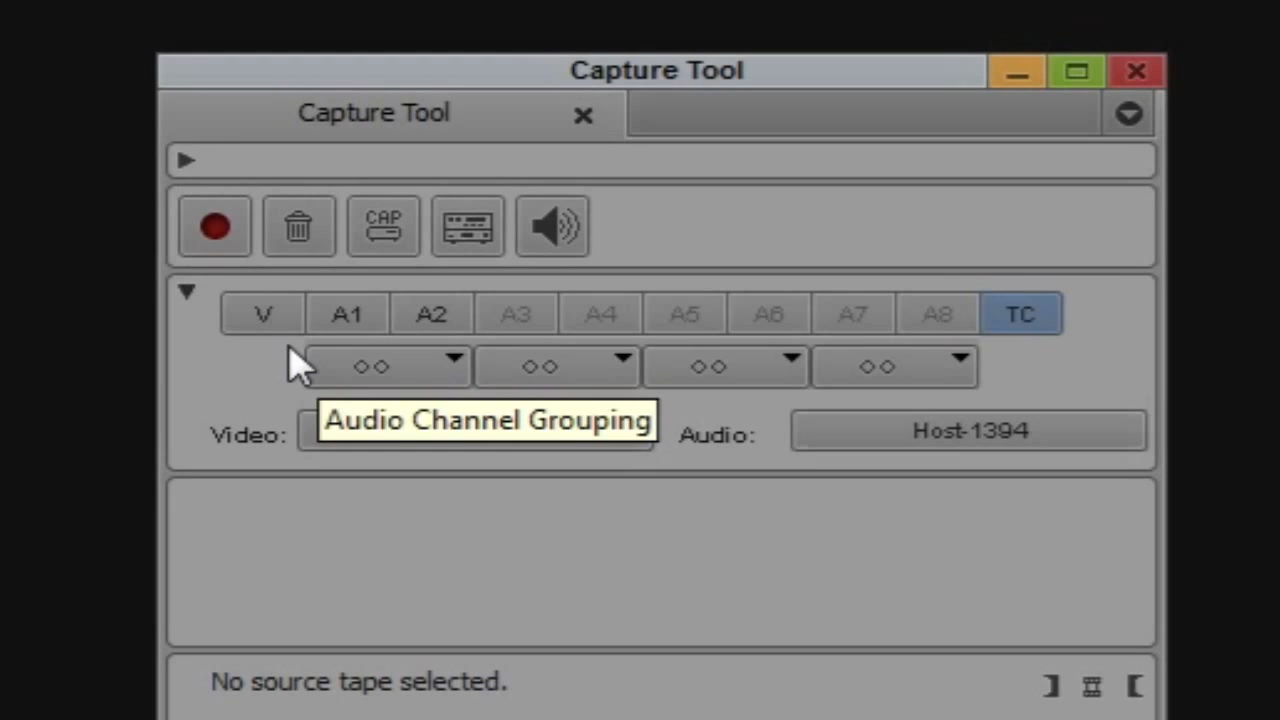 Capture Tool
Capture Tool
CAP
V A1 A2 A3 A4 A5 A6 A7 A8 TC
Audio Channel Grouping
Video: Audio: Host-1394
No source tape selected.